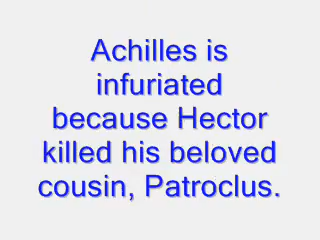 Achilles is
infuriated
because Hector
killed his beloved
cousin, Patroclus.